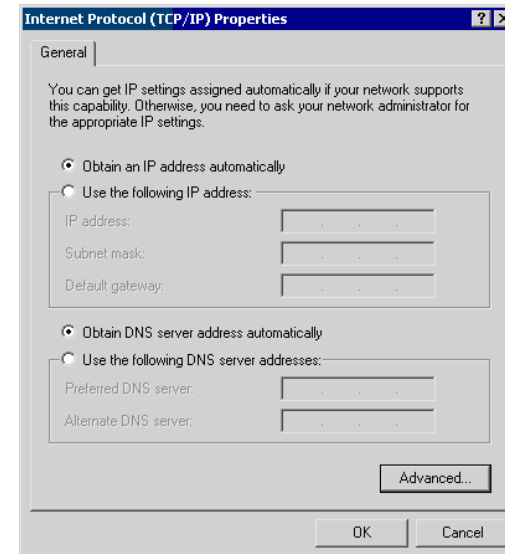 Internet Protocol (TCP/IP) Properties
General
You can get IP settings assigned automatically if your network supports
this capability. Otherwise, you need to ask your network administrator for
the appropriate IP settings.
Obtain an IP address automatically
Use the following IP address:
IP address:
Subnet mask:
Default gateway:
Obtain DNS server address automatically
Use the following DNS server addresses:
Preferred DNS server:
Alternate DNS server:
Advanced...
OK Cancel